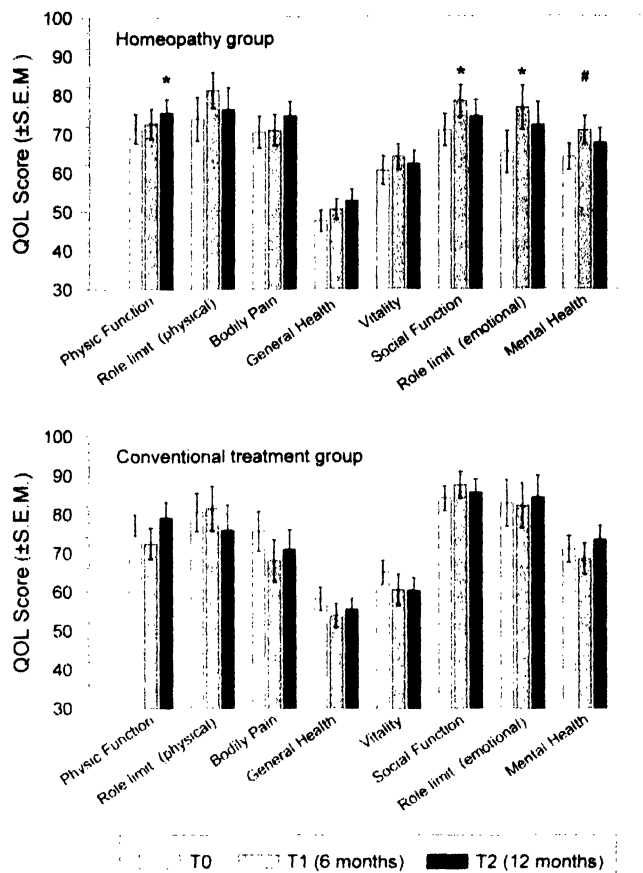 100
Homeopathy group
90
80
70
60
50
40
30
QOL Score (±S.E.M.)
* * * #
Physic Function
Role limit (physical)
Bodily Pain
General Health
Vitality
Social Function
Role limit (emotional)
Mental Health
100
Conventional treatment group
90
80
70
60
50
40
30
QOL Score (±S.E.M.)
Physic Function
Role limit (physical)
Bodily Pain
General Health
Vitality
Social Function
Role limit (emotional)
Mental Health
T0 T1 (6 months) T2 (12 months)